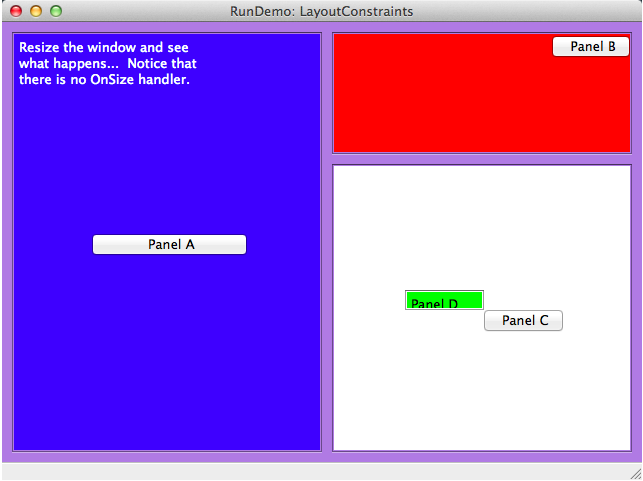 RunDemo: LayoutConstraints
Resize the window and see
what happens...  Notice that
there is no OnSize handler.
Panel A
Panel B
Panel D
Panel C